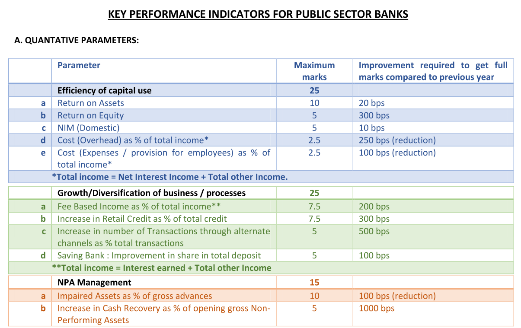 KEY PERFORMANCE INDICATORS FOR PUBLIC SECTOR BANKS
A. QUANTATIVE PARAMETERS:
Parameter Maximum marks Improvement required to get full marks compared to previous year
Efficiency of capital use 25
a Return on Assets 10 20 bps
b Return on Equity 5 300 bps
c NIM (Domestic) 5 10 bps
d Cost (Overhead) as % of total income* 2.5 250 bps (reduction)
e Cost (Expenses / provision for employees) as % of total income* 2.5 100 bps (reduction)
*Total income = Net Interest Income + Total other Income.
Growth/Diversification of business / processes 25
a Fee Based Income as % of total income** 7.5 200 bps
b Increase in Retail Credit as % of total credit 7.5 300 bps
c Increase in number of Transactions through alternate channels as % total transactions 5 500 bps
d Saving Bank : Improvement in share in total deposit 5 100 bps
**Total income = Interest earned + Total other Income
NPA Management 15
a Impaired Assets as % of gross advances 10 100 bps (reduction)
b Increase in Cash Recovery as % of opening gross Non-Performing Assets 5 1000 bps